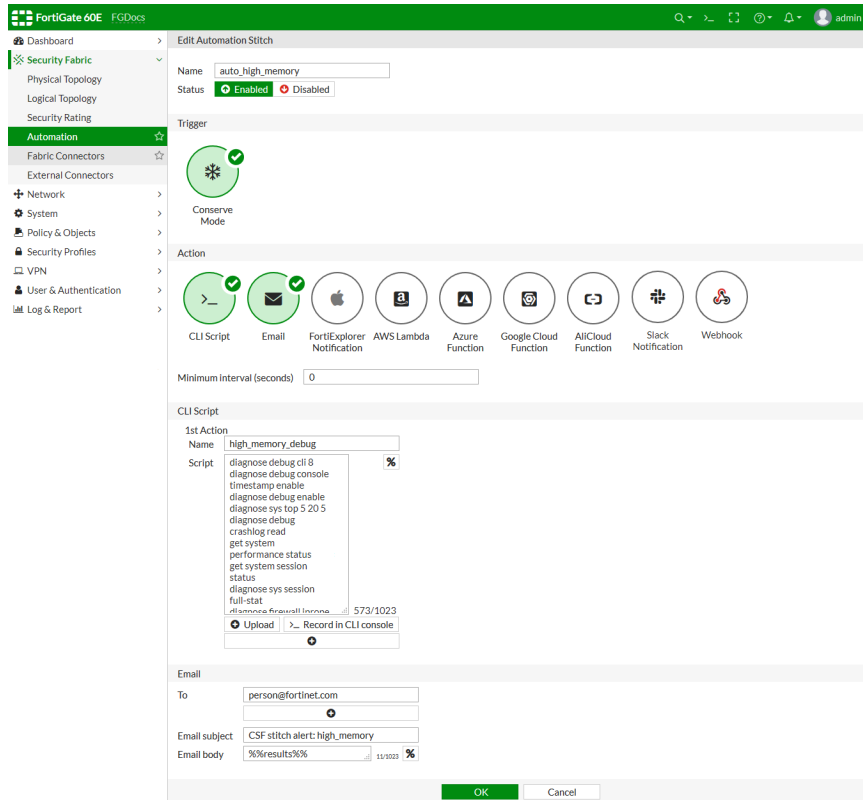 FortiGate 60E FGDocs
admin
Dashboard
Security Fabric
Physical Topology
Logical Topology
Security Rating
Automation
Fabric Connectors
External Connectors
Network
System
Policy & Objects
Security Profiles
VPN
User & Authentication
Log & Report
Edit Automation Stitch
Name auto_high_memory
Status Enabled Disabled
Trigger
Conserve
Mode
Action
CLI Script
Email
FortiExplorer
Notification
AWS Lambda
Azure
Function
Google Cloud
Function
AliCloud
Function
Slack
Notification
Webhook
Minimum interval (seconds) 0
CLI Script
1st Action
Name high_memory_debug
Script
diagnose debug cli 8
diagnose debug console
timestamp enable
diagnose debug enable
diagnose sys top 5 20 5
diagnose debug
crashlog read
get system
performance status
get system session
status
diagnose sys session
full-stat
diagnose firewall iprope
573/1023
Upload >_ Record in CLI console
Email
To person@fortinet.com
Email subject CSF stitch alert: high_memory
Email body %%results%% 11/1023 %
OK Cancel